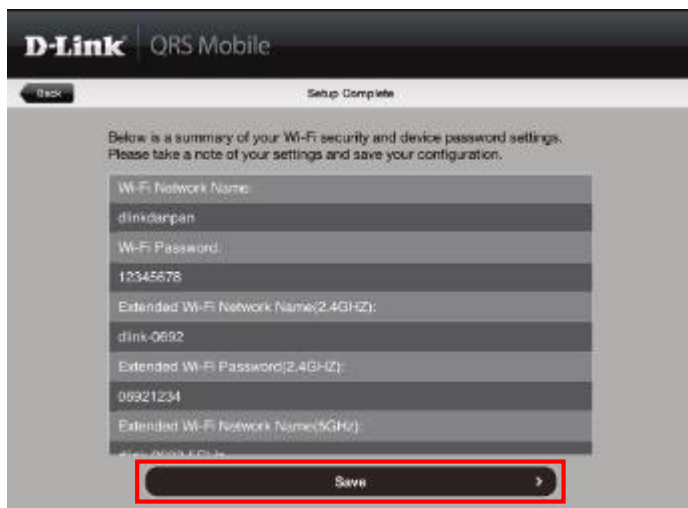 D-Link QRS Mobile
Back
Setup Complete
Below is a summary of your Wi-Fi security and device password settings.
Please take a note of your settings and save your configuration.
Wi-Fi Network Name:
dlinkdanpan
Wi-Fi Password:
12345678
Extended Wi-Fi Network Name(2.4GHZ):
dlink-0692
Extended Wi-Fi Password(2.4GHZ):
06921234
Extended Wi-Fi Network Name(5GHz):
Save